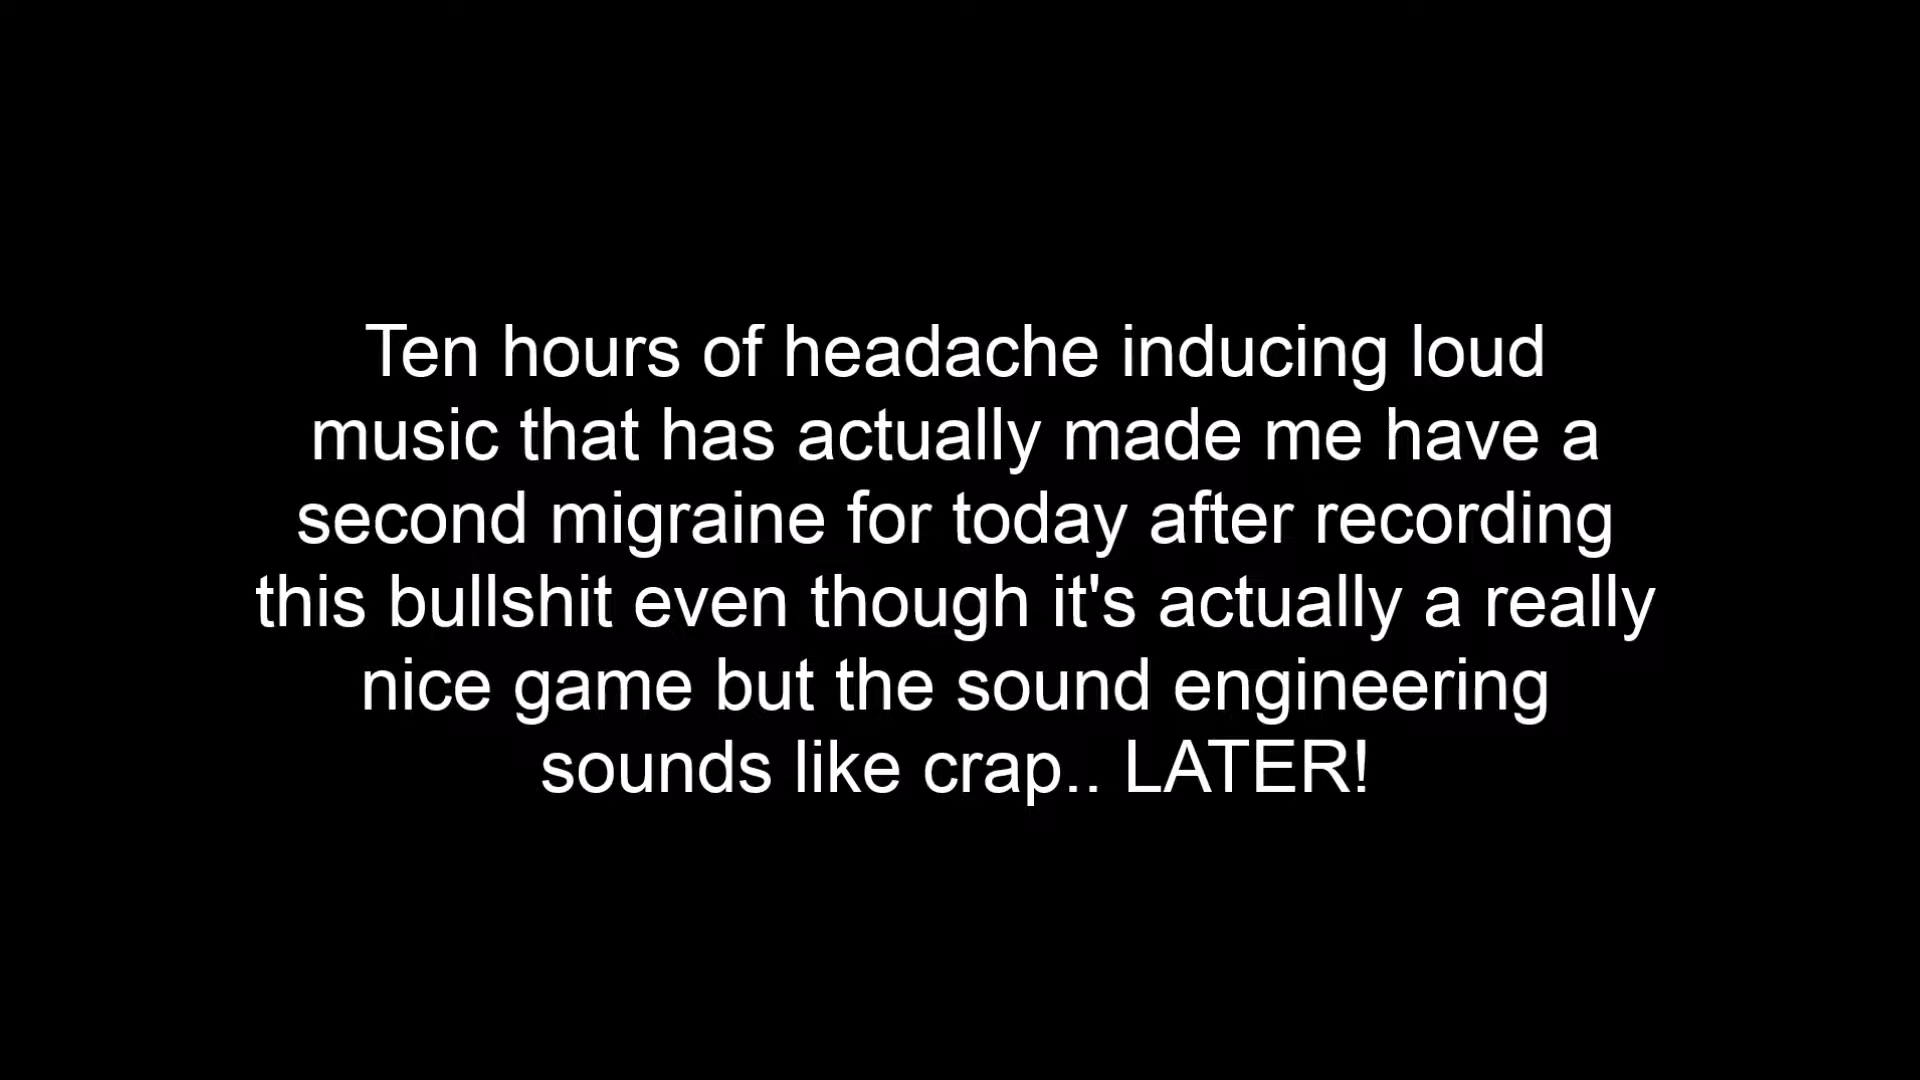 Ten hours of headache inducing loud
music that has actually made me have a
second migraine for today after recording
this bullshit even though it's actually a really
nice game but the sound engineering
sounds like crap.. LATER!